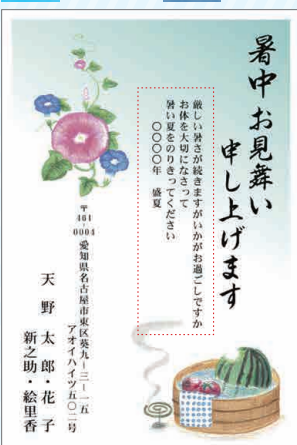 暑中お見舞い
申し上げます
厳しい暑さが続きますがいかがお過ごしですか
お体を大切になさって
暑い夏をのりきってください
〇〇〇〇年 盛夏
〒461-0004
愛知県名古屋市東区葵九-三-一五
アオイハイツ五〇二号
天野 太郎・花子
新之助・絵里香